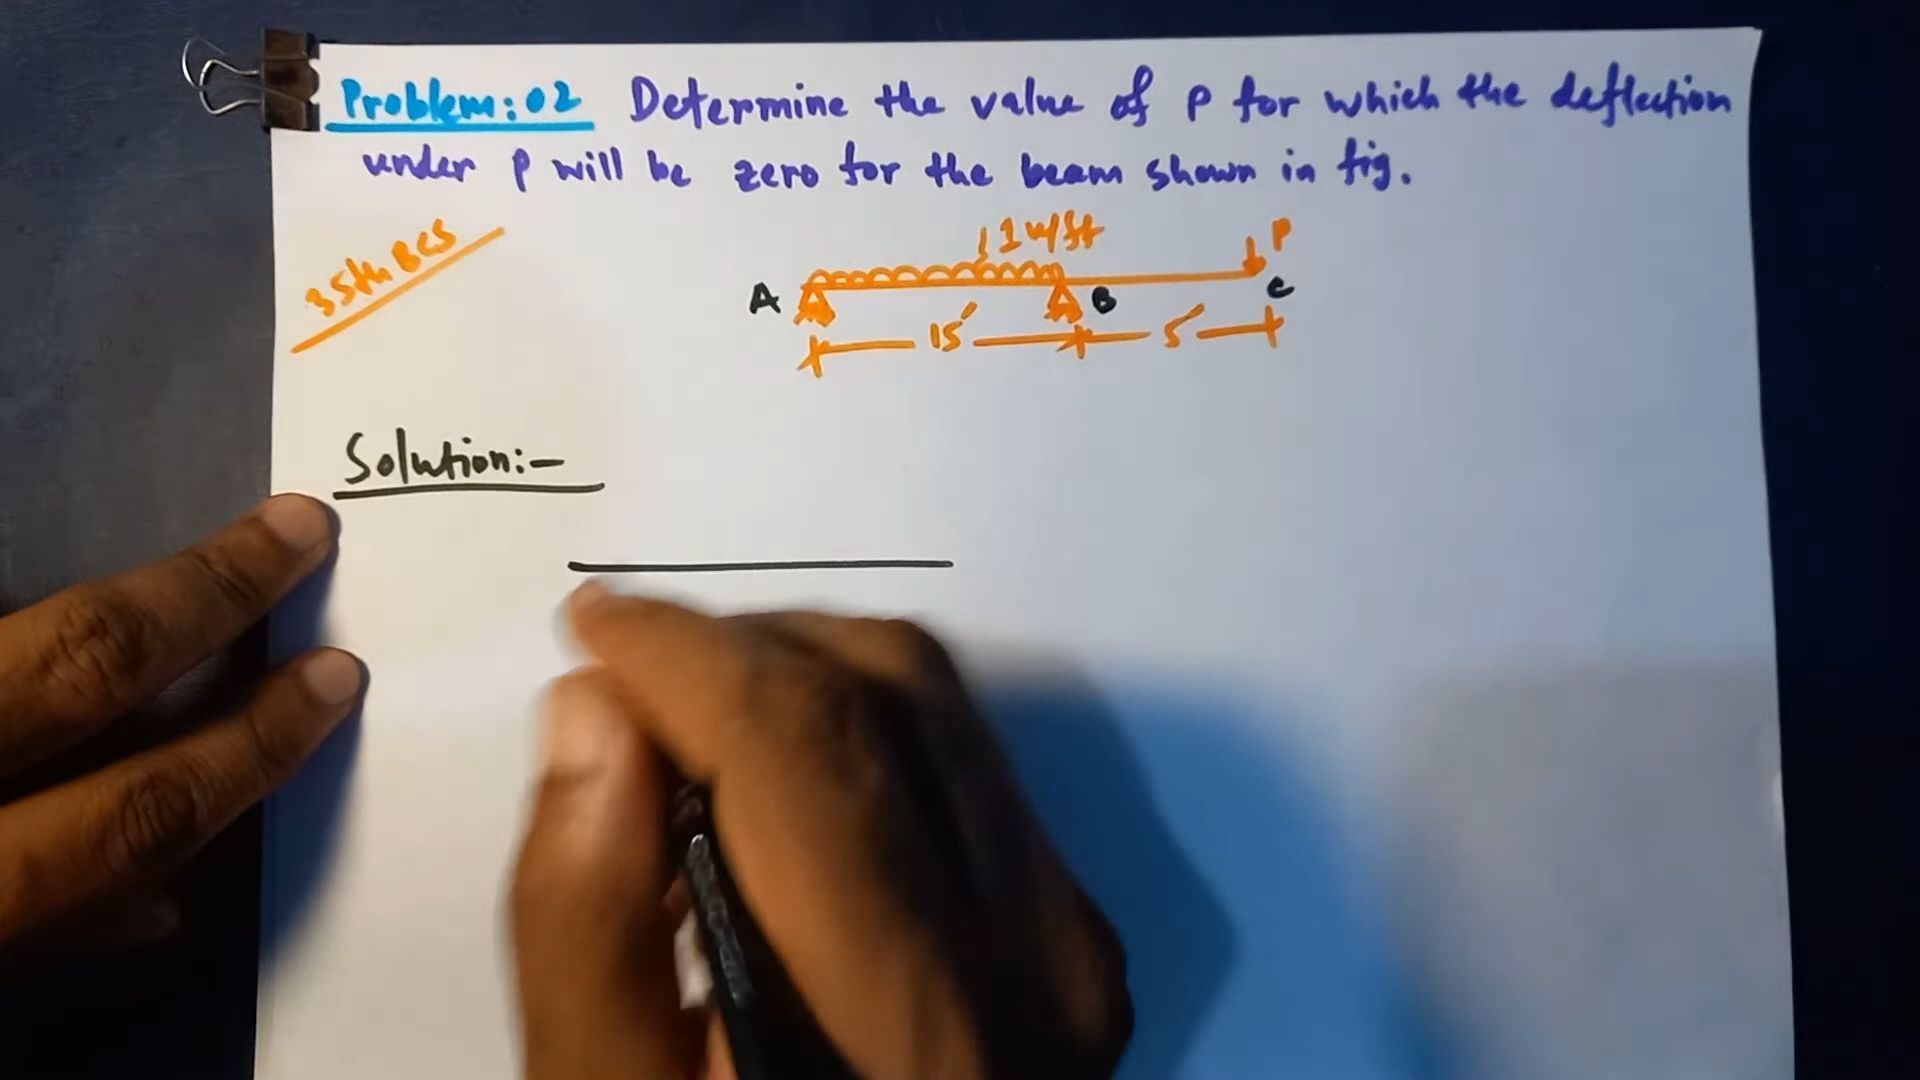 Problem: 02 Determine the value of P for which the deflection
under P will be zero for the beam shown in fig.
35th BCS
1 w/ft
P
A
B
C
15'
5'
Solution:-